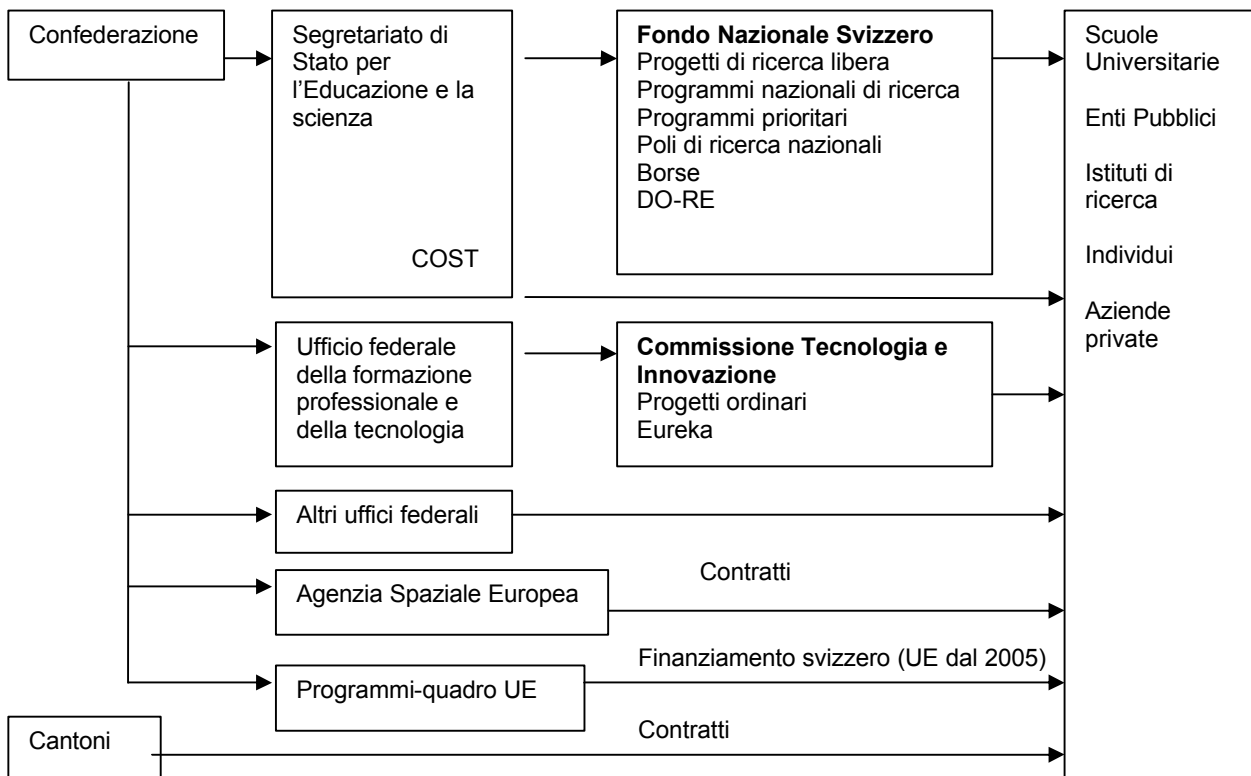 Confederazione
Segretariato di
Stato per
l'Educazione e la
scienza
COST
Fondo Nazionale Svizzero
Progetti di ricerca libera
Programmi nazionali di ricerca
Programmi prioritari
Poli di ricerca nazionali
Borse
DO-RE
Scuole
Universitarie
Enti Pubblici
Istituti di
ricerca
Individui
Aziende
private
Ufficio federale
della formazione
professionale e
della tecnologia
Commissione Tecnologia e
Innovazione
Progetti ordinari
Eureka
Altri uffici federali
Agenzia Spaziale Europea
Contratti
Programmi-quadro UE
Finanziamento svizzero (UE dal 2005)
Cantoni
Contratti